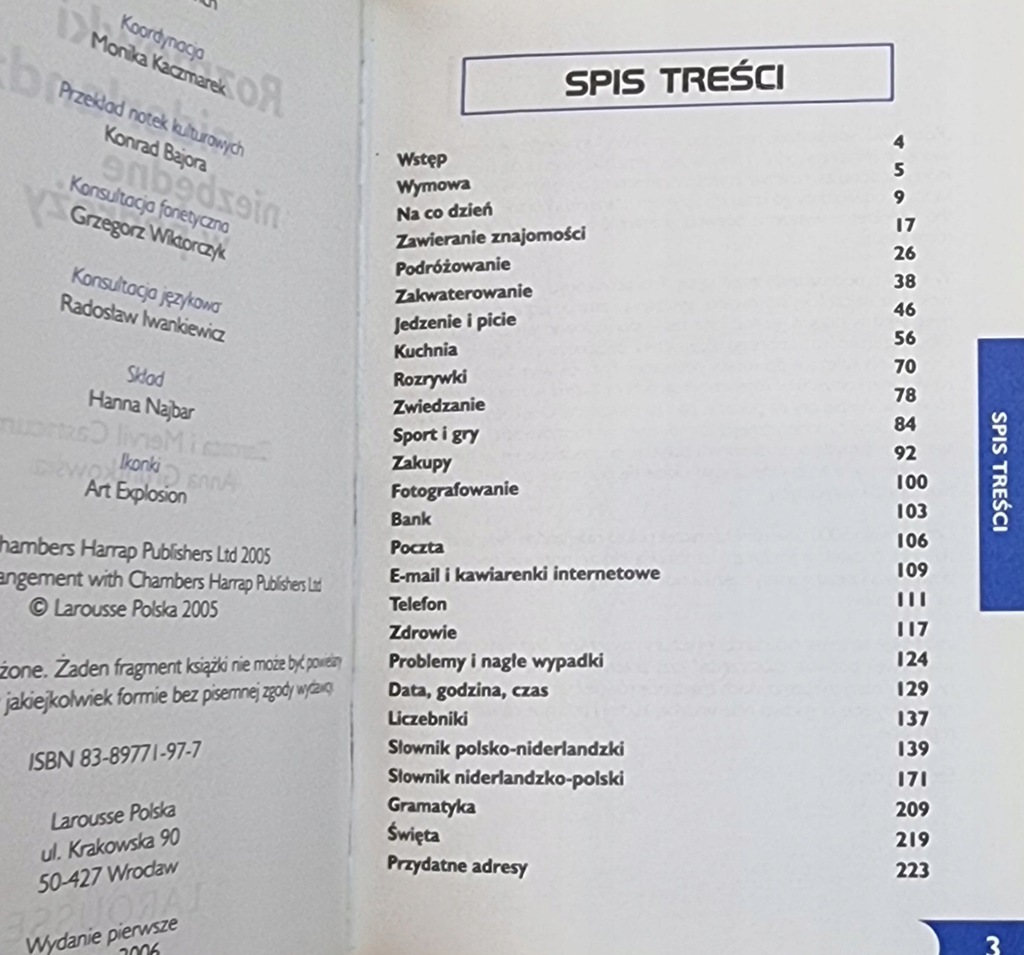 Koordynacja
Monika Kaczmarek
Przekład notek kulturowych
Konrad Bajora
Konsultacja fonetyczna
Grzegorz Wiktorczyk
Konsultacja językowa
Radosław Iwankiewicz
Skład
Hanna Najbar
Ikonki
Art Explosion
hambers Harrap Publishers Ltd 2005
angement with Chambers Harrap Publishers Ltd
© Larousse Polska 2005
żone. Żaden fragment książki nie może być powielany
jakiejkolwiek formie bez pisemnej zgody wydawcy
ISBN 83-89771-97-7
Larousse Polska
ul. Krakowska 90
50-427 Wrocław
Wydanie pierwsze
2006
SPIS TREŚCI
Wstęp 4
Wymowa 5
Na co dzień 9
Zawieranie znajomości 17
Podróżowanie 26
Zakwaterowanie 38
Jedzenie i picie 46
Kuchnia 56
Rozrywki 70
Zwiedzanie 78
Sport i gry 84
Zakupy 92
Fotografowanie 100
Bank 103
Poczta 106
E-mail i kawiarenki internetowe 109
Telefon 111
Zdrowie 117
Problemy i nagłe wypadki 124
Data, godzina, czas 129
Liczebniki 137
Słownik polsko-niderlandzki 139
Słownik niderlandzko-polski 171
Gramatyka 209
Święta 219
Przydatne adresy 223
SPIS TREŚCI
3